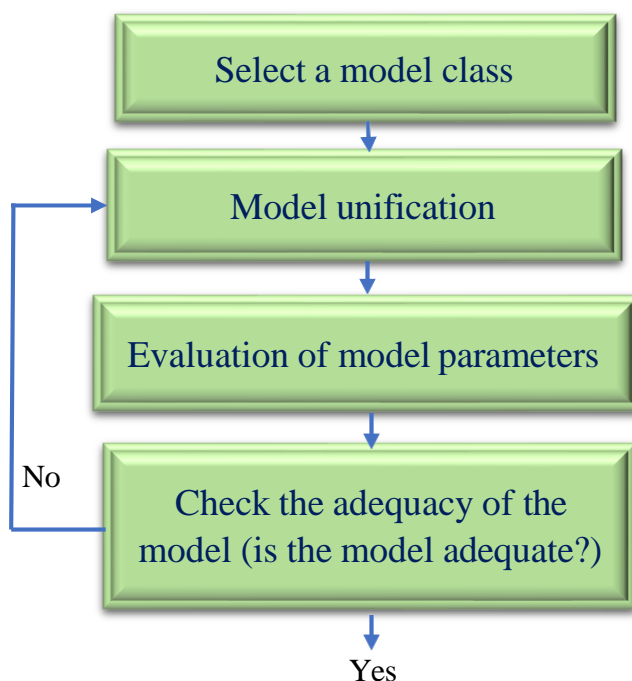 Select a model class
Model unification
Evaluation of model parameters
No
Check the adequacy of the
model (is the model adequate?)
Yes